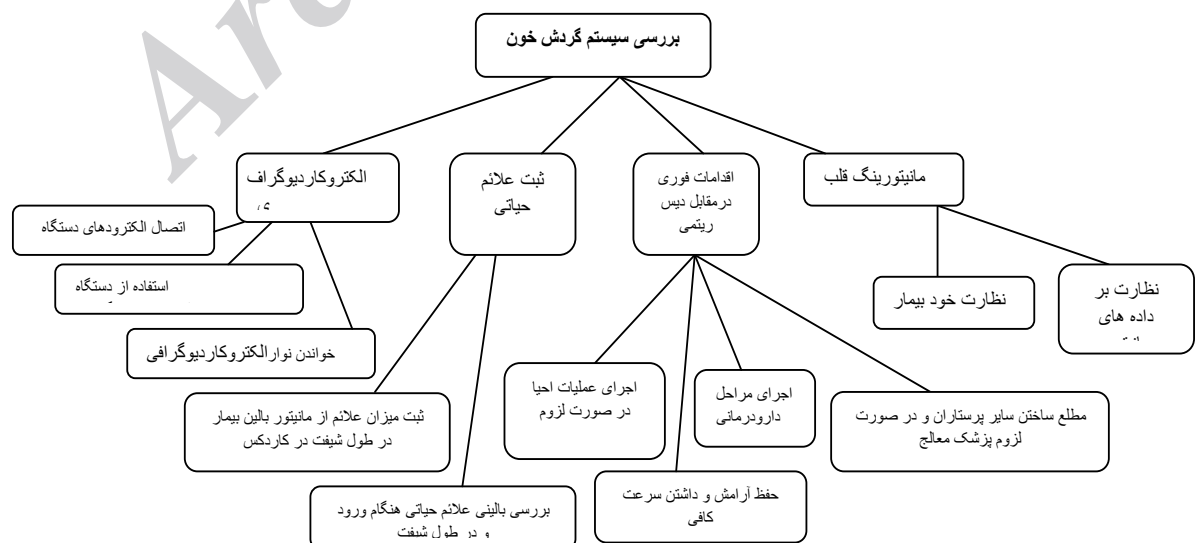 بررسی سیستم گردش خون
مانیتورینگ قلب
اقدامات فوری
درمقابل دیس
ریتمی
ثبت علائم
حیاتی
الکتروکاردیوگراف
ی
نظارت بر
داده های
نظارت خود بیمار
مطلع ساختن سایر پرستاران و در صورت
لزوم پزشک معالج
اجرای مراحل
دارودرمانی
حفظ آرامش و داشتن سرعت
کافی
اجرای عملیات احیا
در صورت لزوم
بررسی بالینی علائم حیاتی هنگام ورود
و در طول شیفت
ثبت میزان علائم از مانیتور بالین بیمار
در طول شیفت در کاردکس
اتصال الکترودهای دستگاه
استفاده از دستگاه
خواندن نوارالکتروکاردیوگرافی